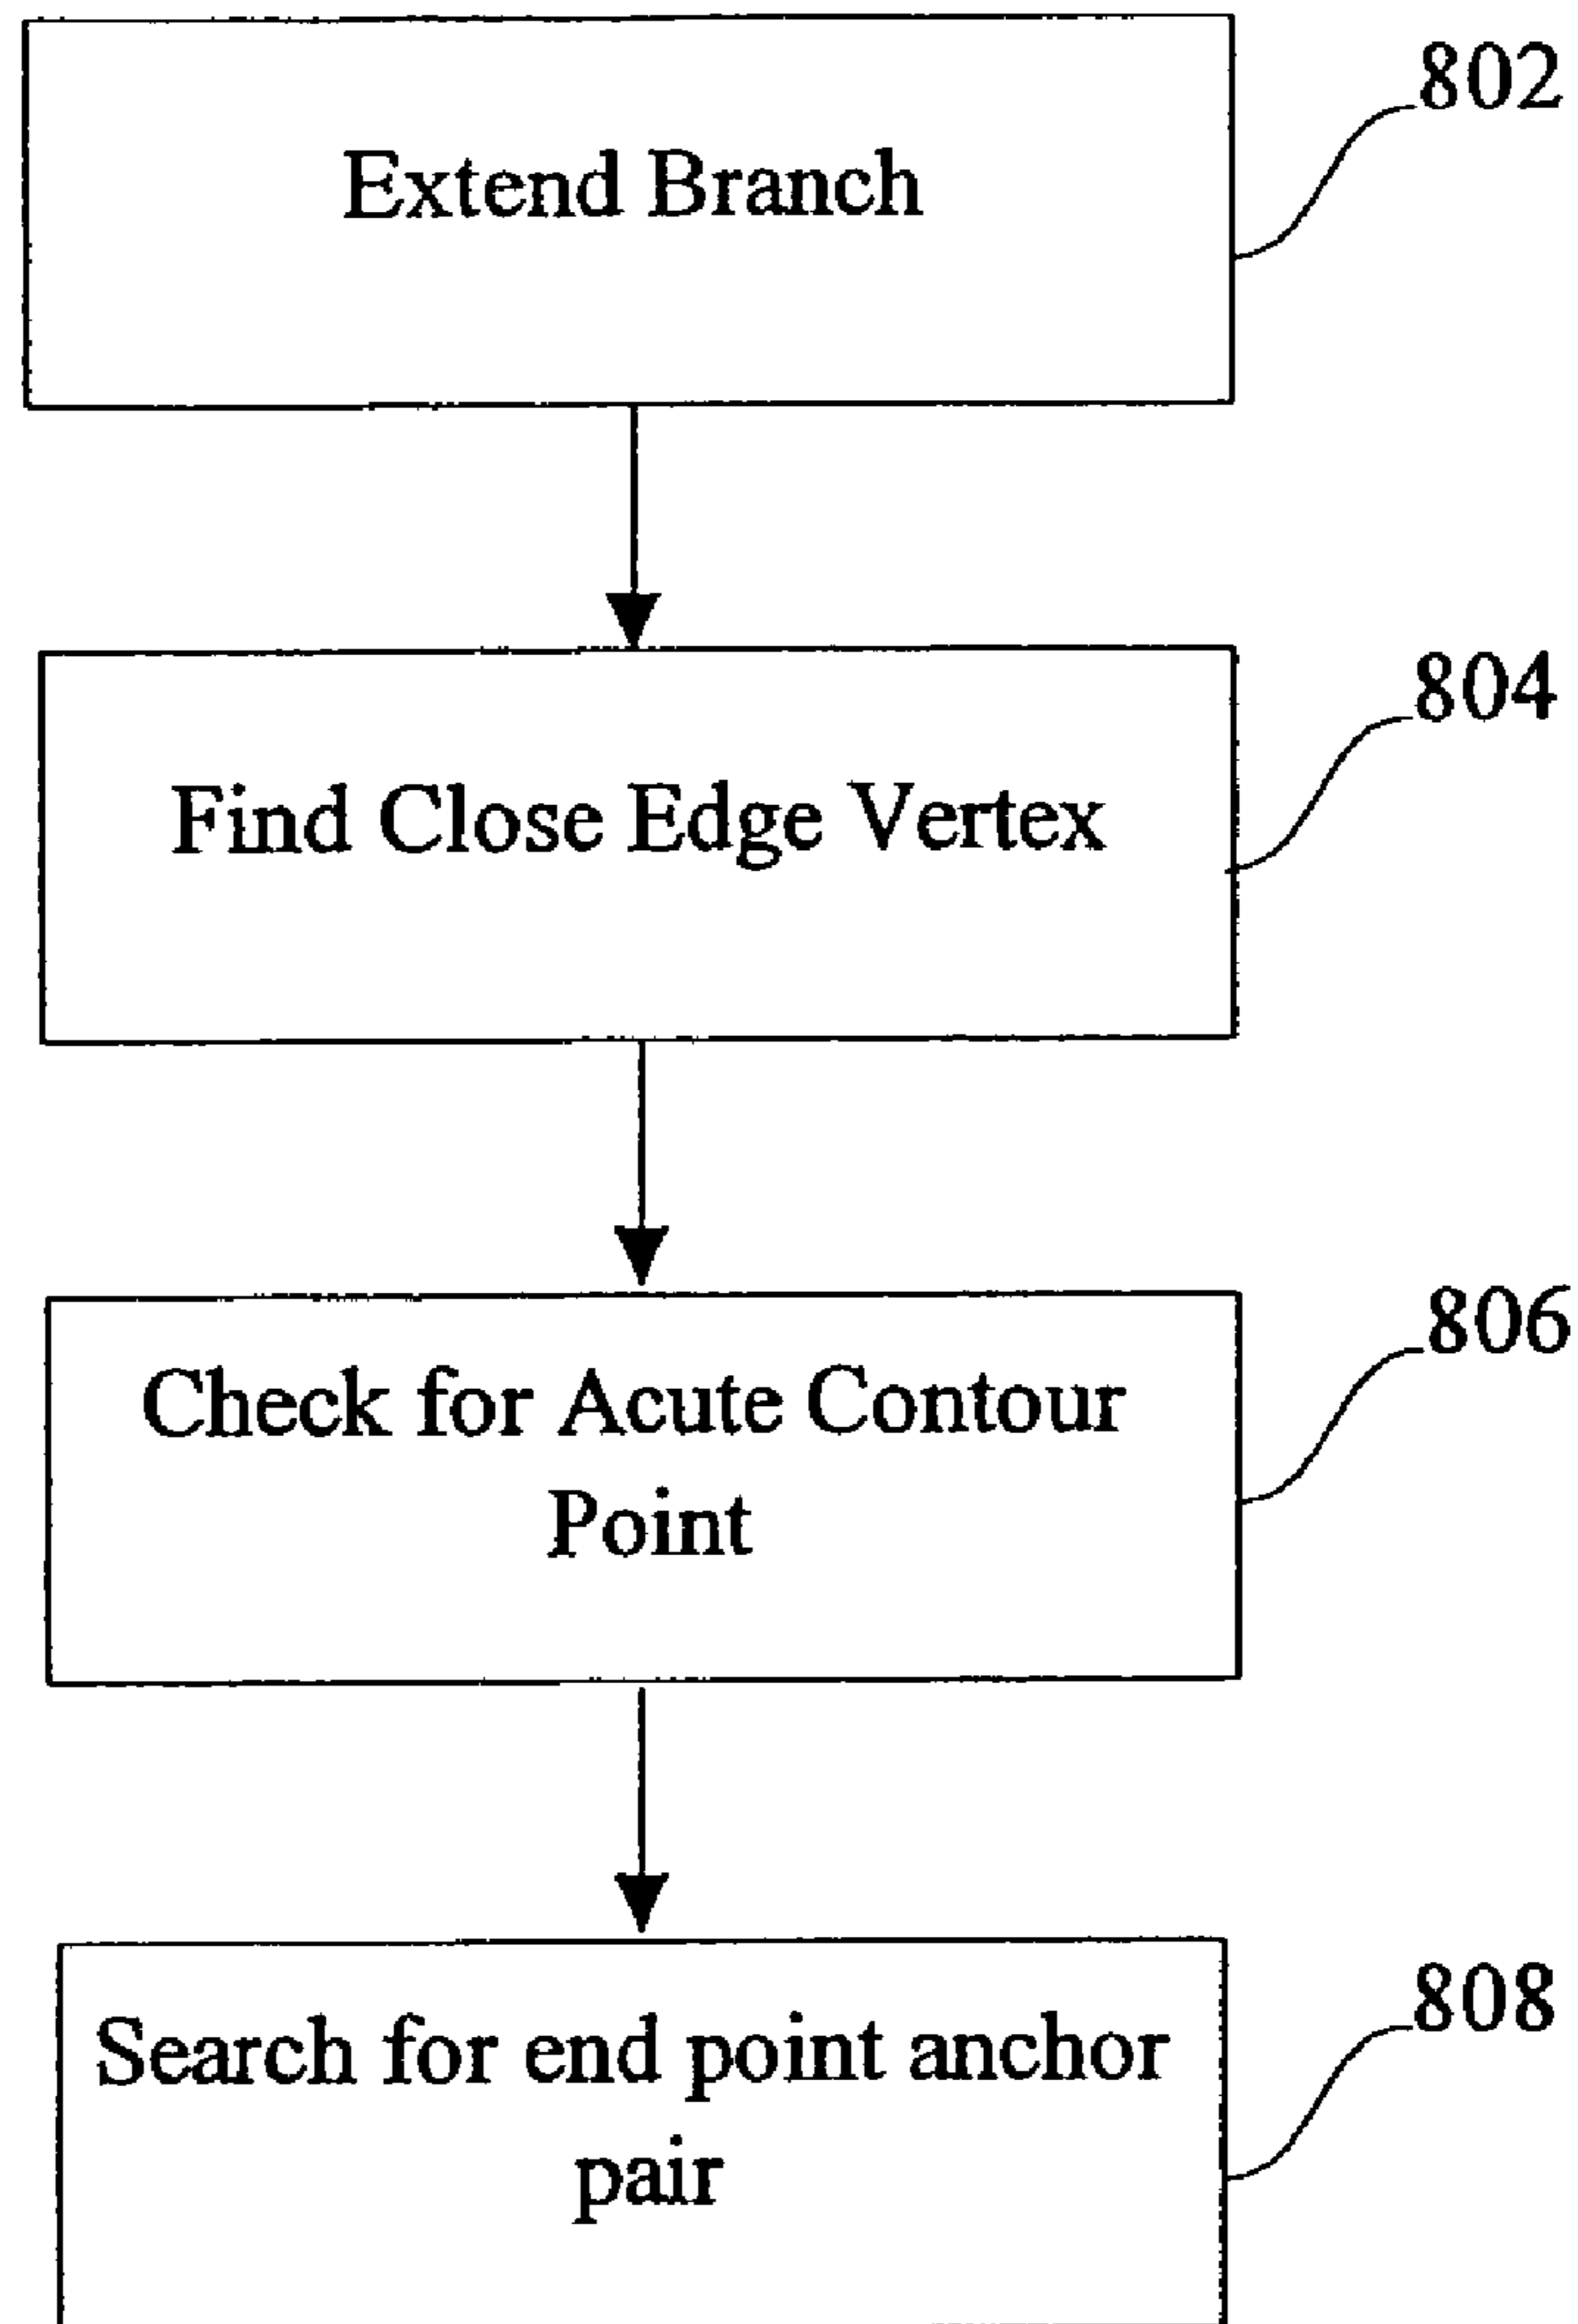 802
Extend Branch
804
Find Close Edge Vertex
806
Check for Acute Contour
Point
808
Search for end point anchor
pair